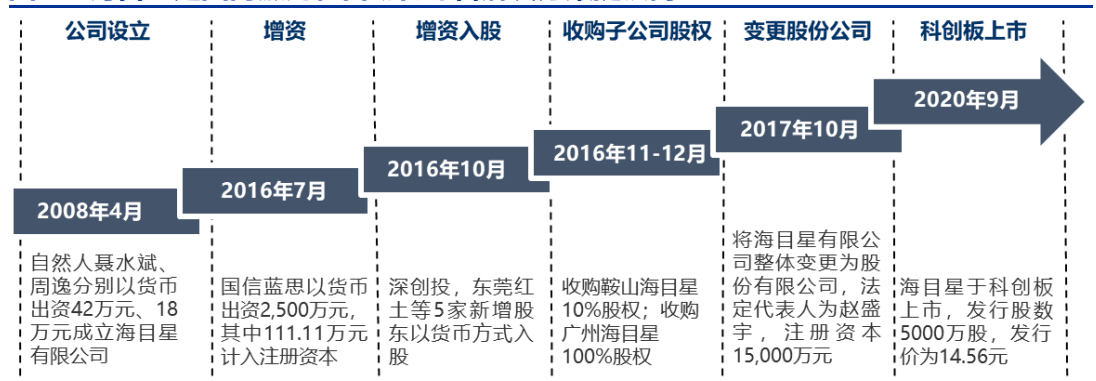 公司设立
增资
增资入股
收购子公司股权
变更股份公司
科创板上市
2008年4月
2016年7月
2016年10月
2016年11-12月
2017年10月
2020年9月
自然人聂水斌、
周逸分别以货币
出资42万元、18
万元成立海目星
有限公司
国信蓝思以货币
出资2,500万元，
其中111.11万元
计入注册资本
深创投，东莞红
土等5家新增股
东以货币方式入
股
收购鞍山海目星
10%股权；收购
广州海目星
100%股权
将海目星有限公
司整体变更为股
份有限公司，法
定代表人为赵盛
宇，注册资本
15,000万元
海目星于科创板
上市，发行股数
5000万股，发行
价为14.56元